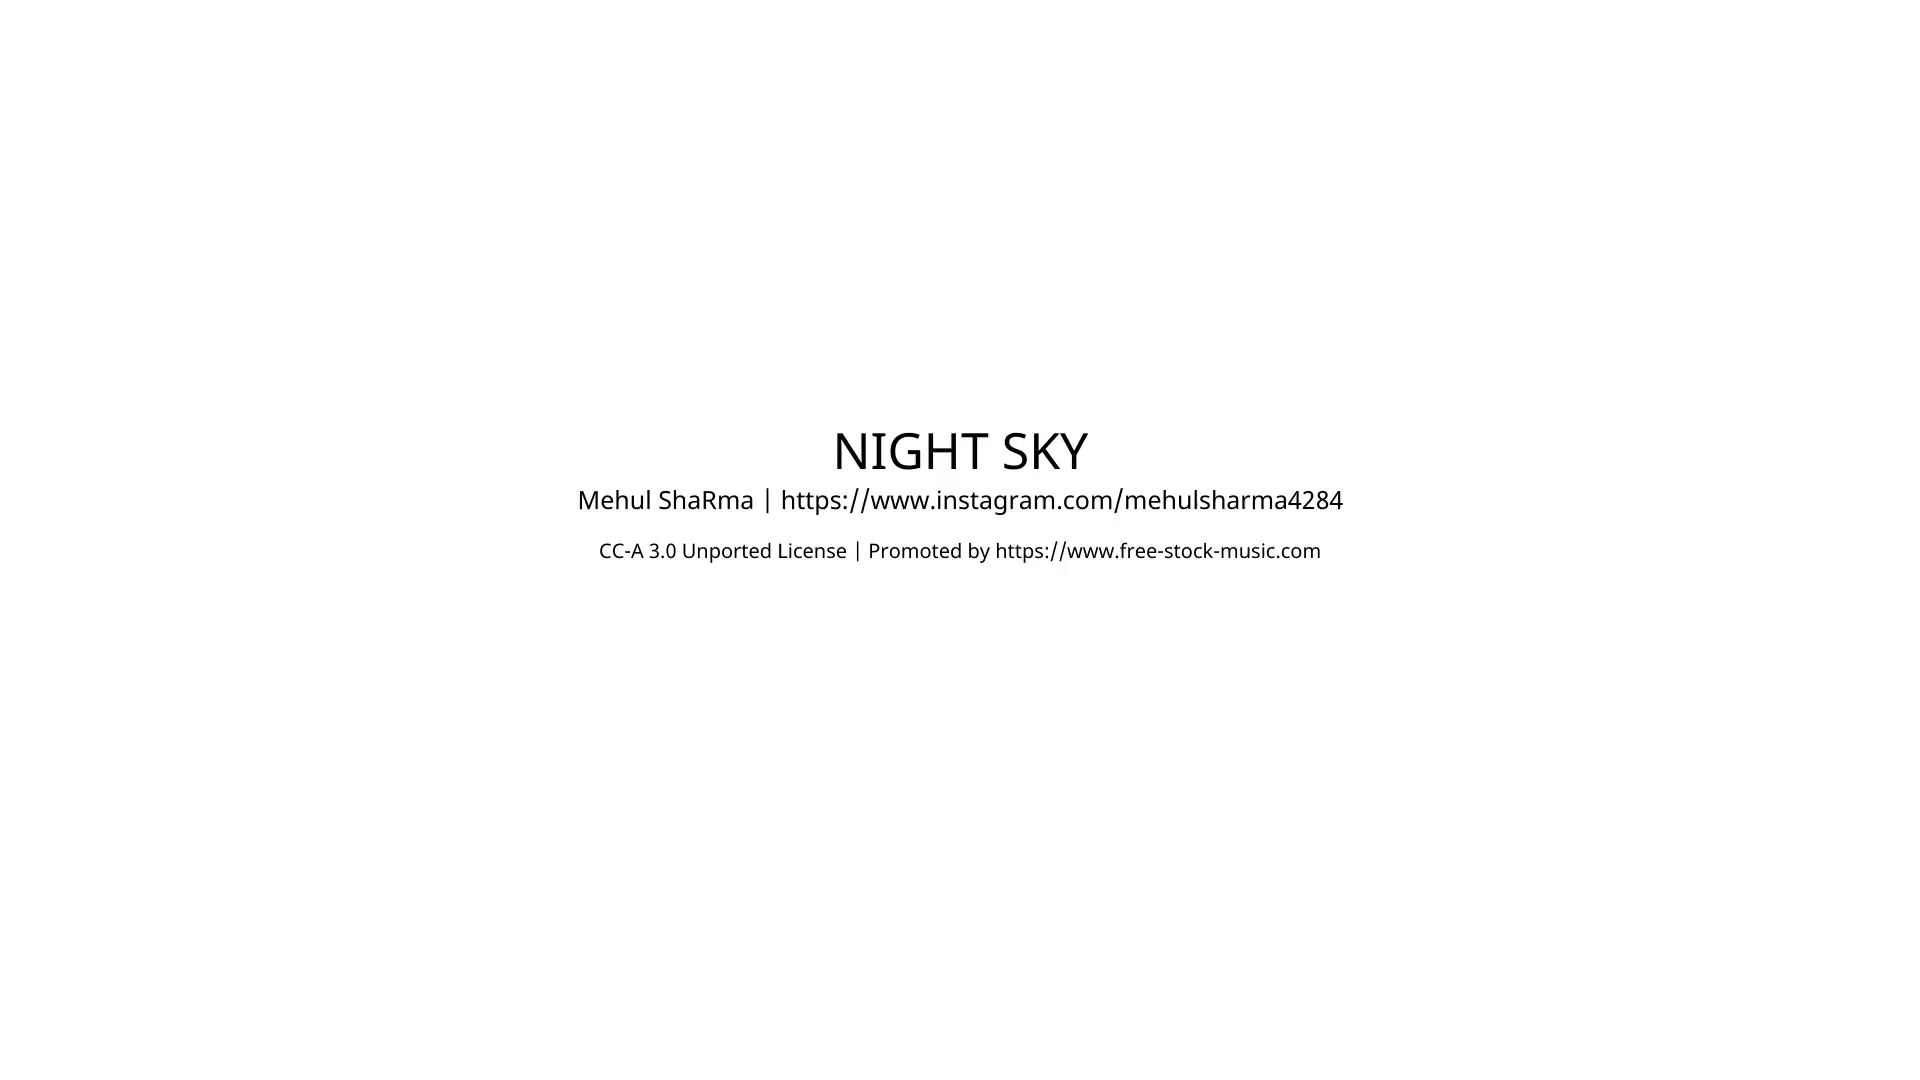 NIGHT SKY
Mehul ShaRma | https://www.instagram.com/mehulsharma4284
CC-A 3.0 Unported License | Promoted by https://www.free-stock-music.com